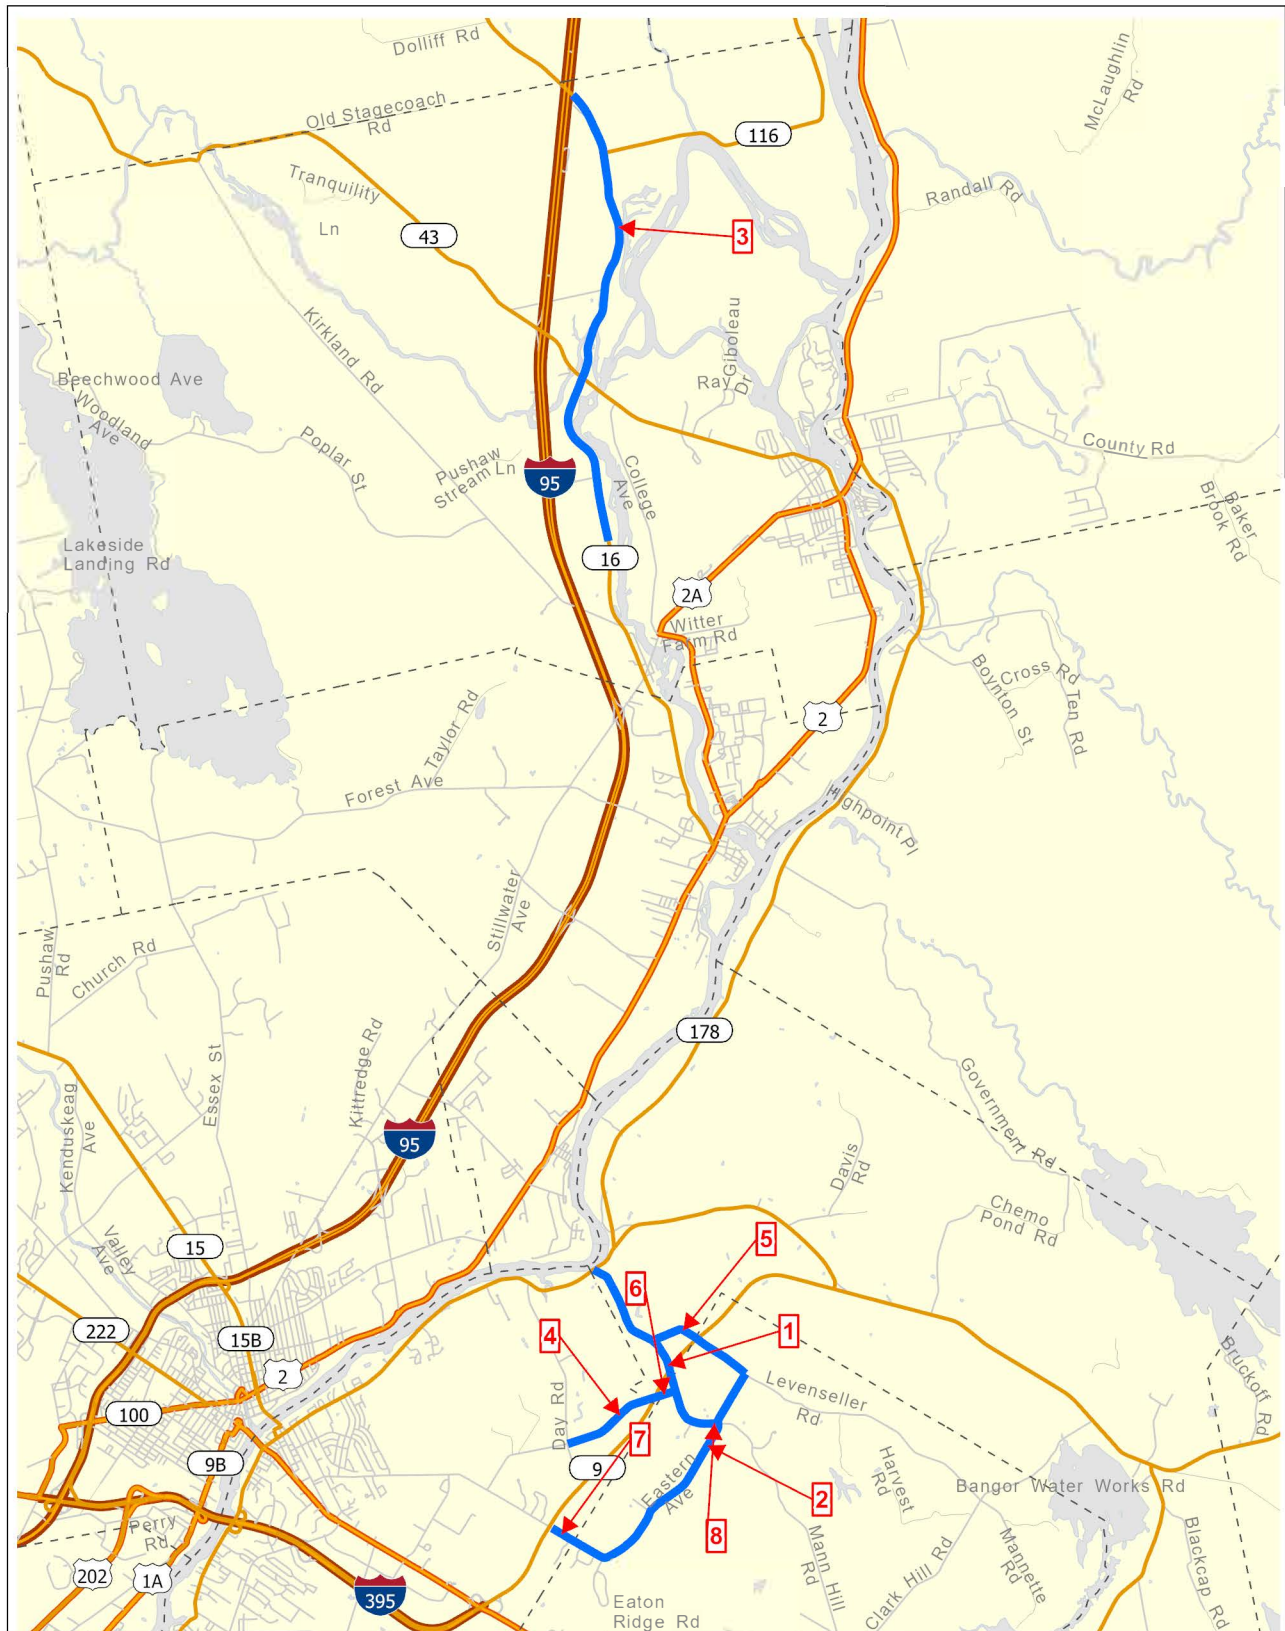 Dolliff Rd
McLaughlin
Rd
Old Stagecoach
Rd
116
Tranquility
Ln
Randall Rd
43
3
Kirkland Rd
Ray Giboleau
Dr
Beechwood Ave
Woodland
Ave
Poplar St
Pushaw
Stream Ln
95
College
Ave
County Rd
Baker
Brook Rd
Lakeside
Landing Rd
16
2A
Witter
Farm Rd
Cross Rd
Boynton St
Ten Rd
2
Taylor Rd
Forest Ave
Highpoint Pl
Stillwater
Ave
Pushaw
Rd
Church Rd
178
Essex St
Kittredge Rd
Kenduskeag
Ave
95
Government Rd
Davis
Rd
Chemo
Pond Rd
Valley
Ave
15
5
6
222
15B
4
1
2
Bruckoff Rd
Levenseller
Rd
100
Day Rd
7
9B
9
Eastern
Ave
Harvest
Rd
Bangor Water Works Rd
2
8
Perry
Rd
Mann Hill
Rd
Clark Hill Rd
Mannette
Rd
Blackcap Rd
202
1A
395
Eaton
Ridge Rd